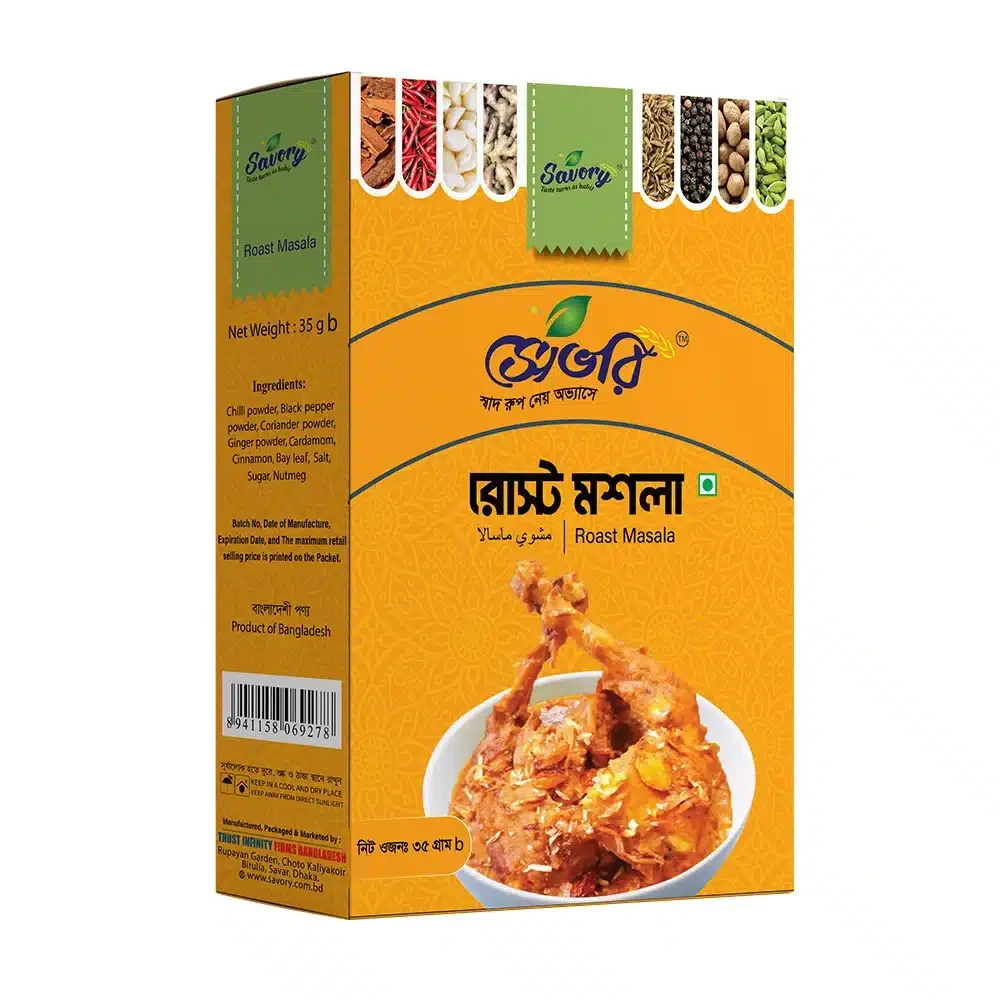 Savory
Taste turns as habit
Roast Masala
Net Weight : 35 g b
Ingredients:
Chilli powder, Black pepper
powder, Coriander powder,
Ginger powder, Cardamom,
Cinnamon, Bay leaf, Salt,
Sugar, Nutmeg
Batch No, Date of Manufacture,
Expiration Date, and The maximum retail
selling price is printed on the Packet.
বাংলাদেশী পণ্য
Product of Bangladesh
8 941158 069278
সূর্যালোক হতে দূরে, শুষ্ক ও ঠান্ডা স্থানে রাখুন
KEEP IN A COOL AND DRY PLACE
KEEP AWAY FROM DIRECT SUNLIGHT
Manufactured, Packaged & Marketed by :
TRUST INFINITY FIRMS BANGLADESH
Rupayan Garden, Choto Kaliyakoir
Birulia, Savar, Dhaka.
www.savory.com.bd
Savory
Taste turns as habit
সেভরি TM
স্বাদ রুপ নেয় অভ্যাসে
রোস্ট মশলা
مشوي ماسالا | Roast Masala
নিট ওজনঃ ৩৫ গ্রাম b